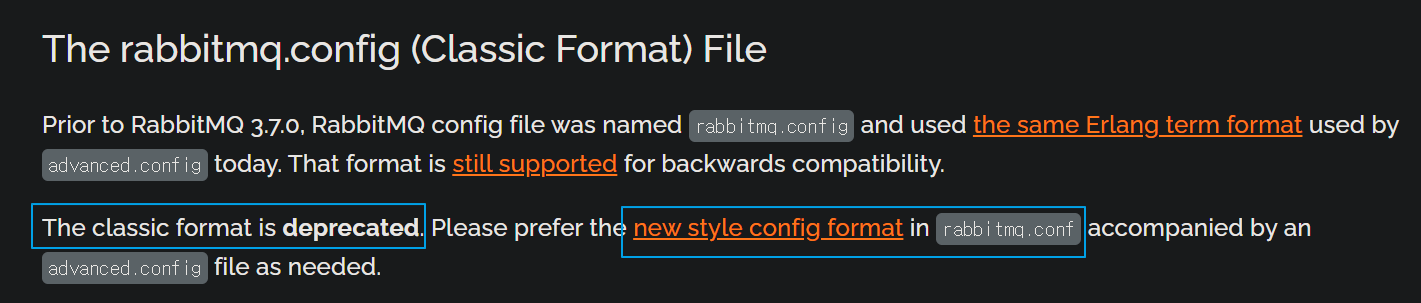 The rabbitmq.config (Classic Format) File
Prior to RabbitMQ 3.7.0, RabbitMQ config file was named rabbitmq.config and used the same Erlang term format used by
advanced.config today. That format is still supported for backwards compatibility.
The classic format is deprecated. Please prefer the new style config format in rabbitmq.conf accompanied by an
advanced.config file as needed.